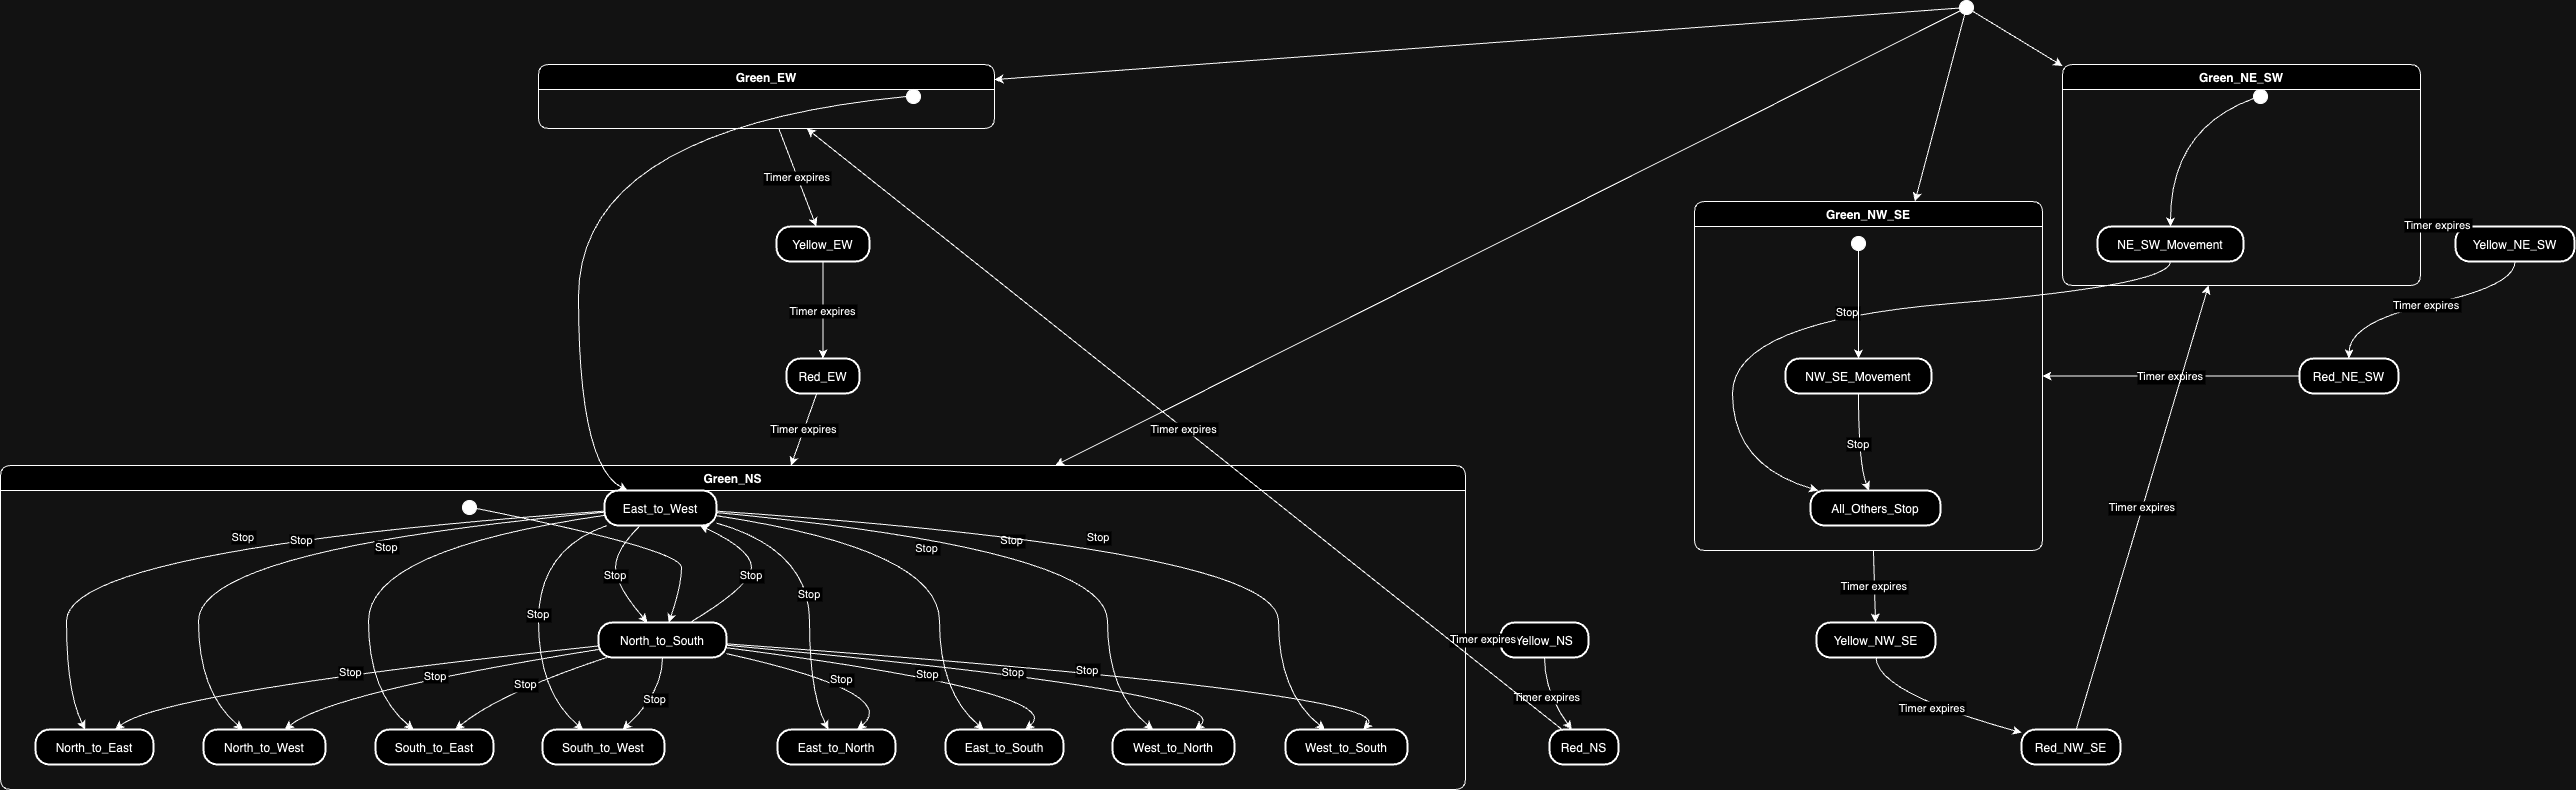 Green_EW
Green_NE_SW
Timer expires
Green_NW_SE
Timer expires
Yellow_EW
NE_SW_Movement
Yellow_NE_SW
Timer expires
Stop
Timer expires
Red_EW
NW_SE_Movement
Timer expires
Red_NE_SW
Timer expires
Timer expires
Stop
Green_NS
East_to_West
All_Others_Stop
Timer expires
Stop
Stop
Stop
Stop
Stop
Stop
Stop
Stop
Stop
Stop
Timer expires
North_to_South
Timer expires
Yellow_NS
Yellow_NW_SE
Stop
Stop
Stop
Stop
Stop
Stop
Stop
Stop
Timer expires
Timer expires
North_to_East
North_to_West
South_to_East
South_to_West
East_to_North
East_to_South
West_to_North
West_to_South
Red_NS
Red_NW_SE